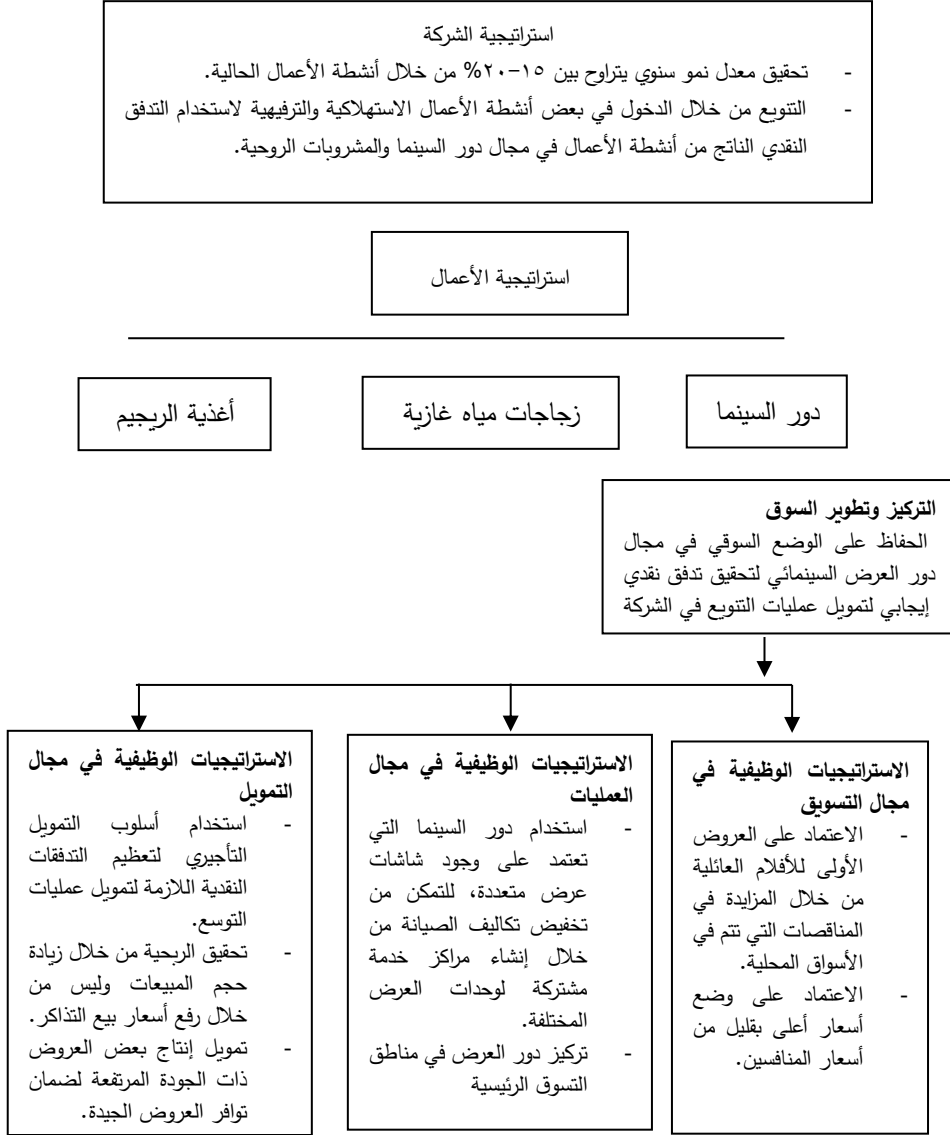 استراتيجية الشركة
- تحقيق معدل نمو سنوي يتراوح بين ١٥-٢٠% من خلال أنشطة الأعمال الحالية.
- التنويع من خلال الدخول في بعض أنشطة الأعمال الاستهلاكية والترفيهية لاستخدام التدفق
النقدي الناتج من أنشطة الأعمال في مجال دور السينما والمشروبات الروحية.
استراتيجية الأعمال
دور السينما
زجاجات مياه غازية
أغذية الريجيم
التركيز وتطوير السوق
الحفاظ على الوضع السوقي في مجال
دور العرض السينمائي لتحقيق تدفق نقدي
إيجابي لتمويل عمليات التنويع في الشركة
الاستراتيجيات الوظيفية في
مجال التسويق
- الاعتماد على العروض
الأولى للأفلام العائلية
من خلال المزايدة في
المناقصات التي تتم في
الأسواق المحلية.
- الاعتماد على وضع
أسعار أعلى بقليل من
أسعار المنافسين.
الاستراتيجيات الوظيفية في مجال
العمليات
- استخدام دور السينما التي
تعتمد على وجود شاشات
عرض متعددة، للتمكن من
تخفيض تكاليف الصيانة من
خلال إنشاء مراكز خدمة
مشتركة لوحدات العرض
المختلفة.
- تركيز دور العرض في مناطق
التسوق الرئيسية
الاستراتيجيات الوظيفية في مجال
التمويل
- استخدام أسلوب التمويل
التأجيري لتعظيم التدفقات
النقدية اللازمة لتمويل عمليات
التوسع.
- تحقيق الربحية من خلال زيادة
حجم المبيعات وليس من
خلال رفع أسعار بيع التذاكر.
- تمويل إنتاج بعض العروض
ذات الجودة المرتفعة لضمان
توافر العروض الجيدة.